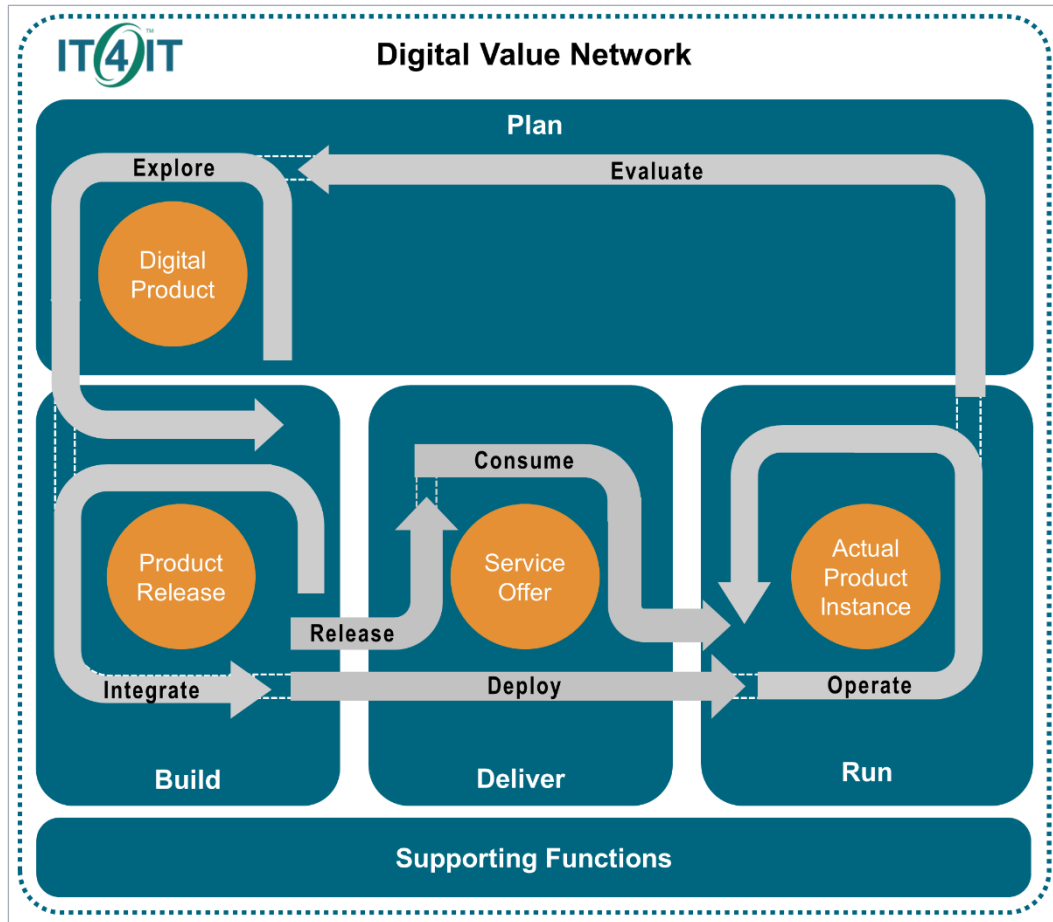 IT4IT™
Digital Value Network
Plan
Explore
Evaluate
Digital
Product
Consume
Product
Release
Service
Offer
Actual
Product
Instance
Release
Integrate
Deploy
Operate
Build
Deliver
Run
Supporting Functions